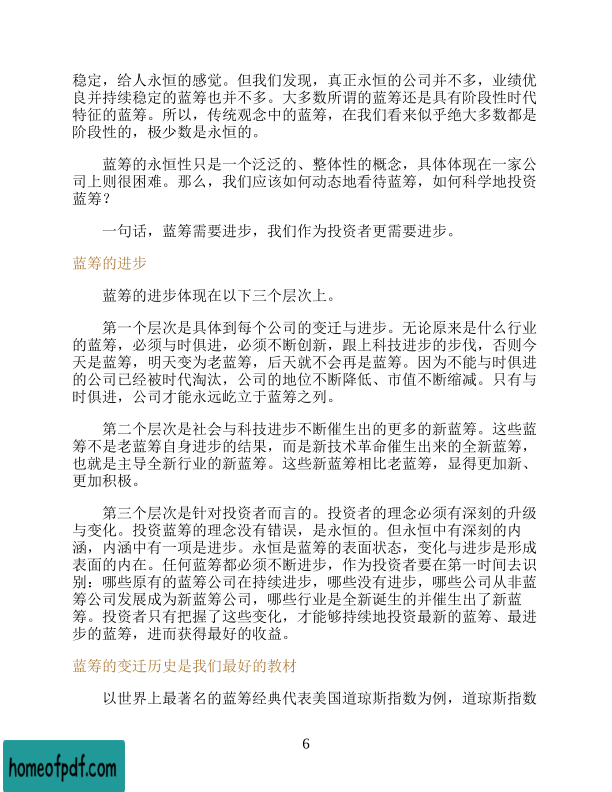 稳定，给人永恒的感觉。但我们发现，真正永恒的公司并不多，业绩优
良并持续稳定的蓝筹也并不多。大多数所谓的蓝筹还是具有阶段性时代
特征的蓝筹。所以，传统观念中的蓝筹，在我们看来似乎绝大多数都是
阶段性的，极少数是永恒的。
蓝筹的永恒性只是一个泛泛的、整体性的概念，具体体现在一家公
司上则很困难。那么，我们应该如何动态地看待蓝筹，如何科学地投资
蓝筹？
一句话，蓝筹需要进步，我们作为投资者更需要进步。
蓝筹的进步
蓝筹的进步体现在以下三个层次上。
第一个层次是具体到每个公司的变迁与进步。无论原来是什么行业
的蓝筹，必须与时俱进，必须不断创新，跟上科技进步的步伐，否则今
天是蓝筹，明天变为老蓝筹，后天就不会再是蓝筹。因为不能与时俱进
的公司已经被时代淘汰，公司的地位不断降低、市值不断缩减。只有与
时俱进，公司才能永远屹立于蓝筹之列。
第二个层次是社会与科技进步不断催生出的更多的新蓝筹。这些蓝
筹不是老蓝筹自身进步的结果，而是新技术革命催生出来的全新蓝筹，
也就是主导全新行业的新蓝筹。这些新蓝筹相比老蓝筹，显得更加新、
更加积极。
第三个层次是针对投资者而言的。投资者的理念必须有深刻的升级
与变化。投资蓝筹的理念没有错误，是永恒的。但永恒中有深刻的内
涵，内涵中有一项是进步。永恒是蓝筹的表面状态，变化与进步是形成
表面的内在。任何蓝筹都必须不断进步，作为投资者要在第一时间去识
别：哪些原有的蓝筹公司在持续进步，哪些没有进步，哪些公司从非蓝
筹公司发展成为新蓝筹公司，哪些行业是全新诞生的并催生出了新蓝
筹。投资者只有把握了这些变化，才能够持续地投资最新的蓝筹、最进
步的蓝筹，进而获得最好的收益。
蓝筹的变迁历史是我们最好的教材
以世界上最著名的蓝筹经典代表美国道琼斯指数为例，道琼斯指数
6
homeofpdf.com